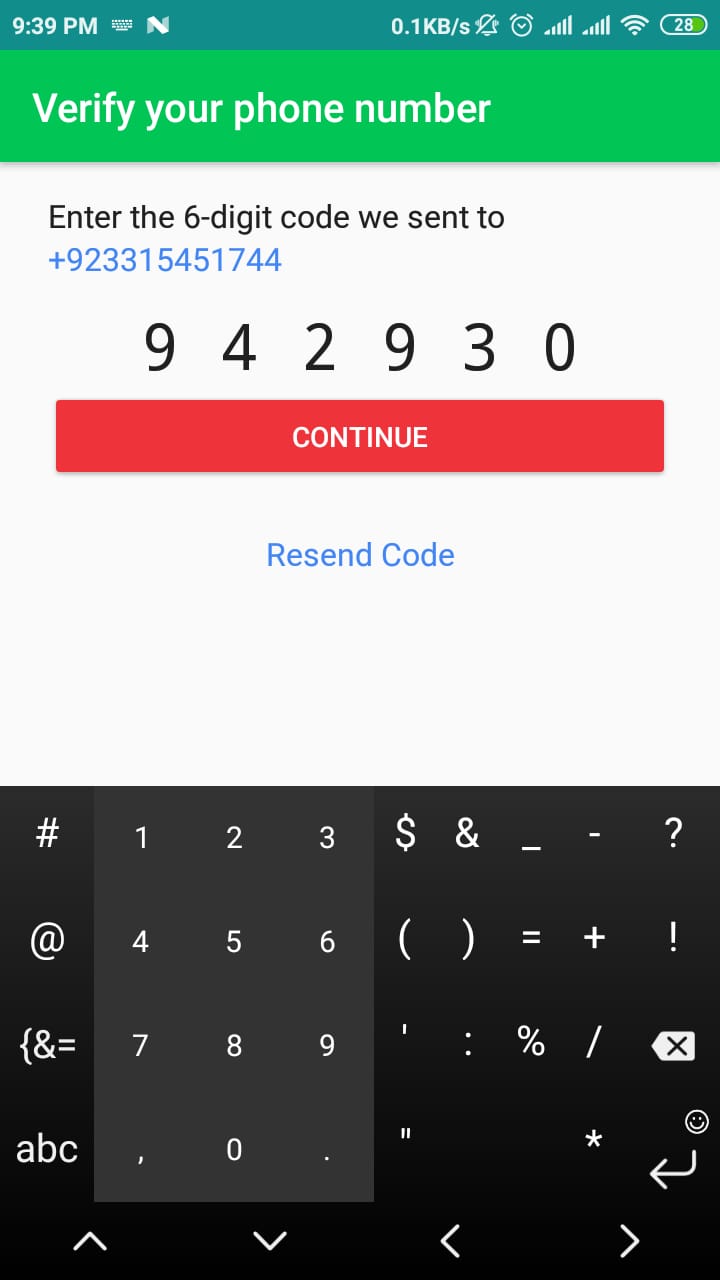 9:39 PM 0.1KB/s 28
Verify your phone number
Enter the 6-digit code we sent to
+923315451744
9 4 2 9 3 0
CONTINUE
Resend Code
# 1 2 3 $ & _ - ?
@ 4 5 6 ( ) = + !
{&= 7 8 9 ' : % /
abc , 0 . " *